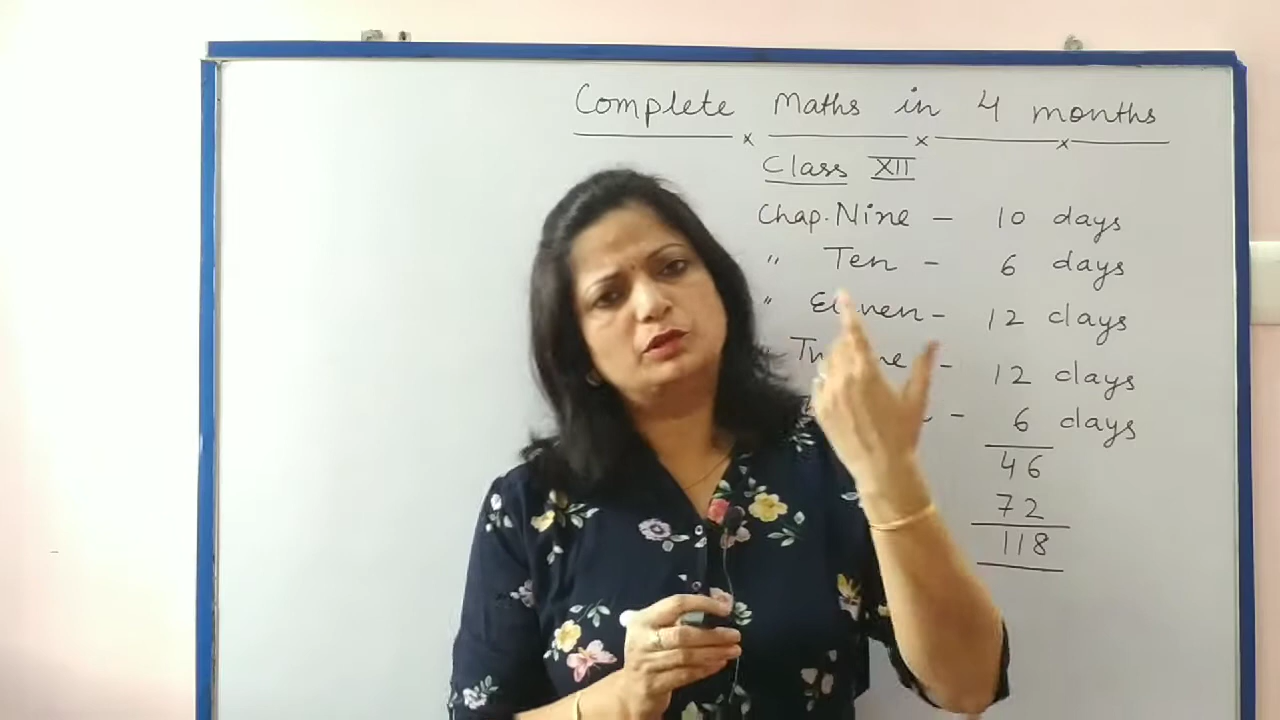 Complete Maths in 4 months
Class XII
Chap. Nine - 10 days
" Ten - 6 days
" - 12 days
- 12 days
- 6 days
46
72
118